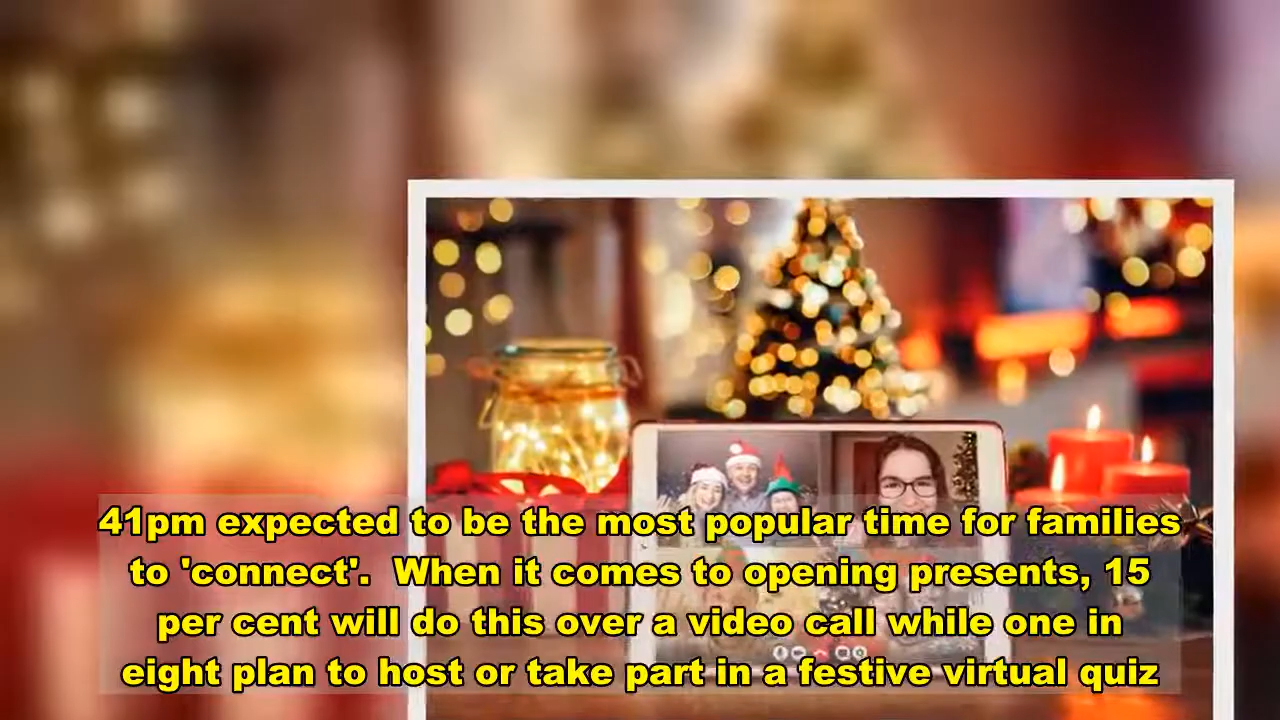 41pm expected to be the most popular time for families
to 'connect'.  When it comes to opening presents, 15
per cent will do this over a video call while one in
eight plan to host or take part in a festive virtual quiz